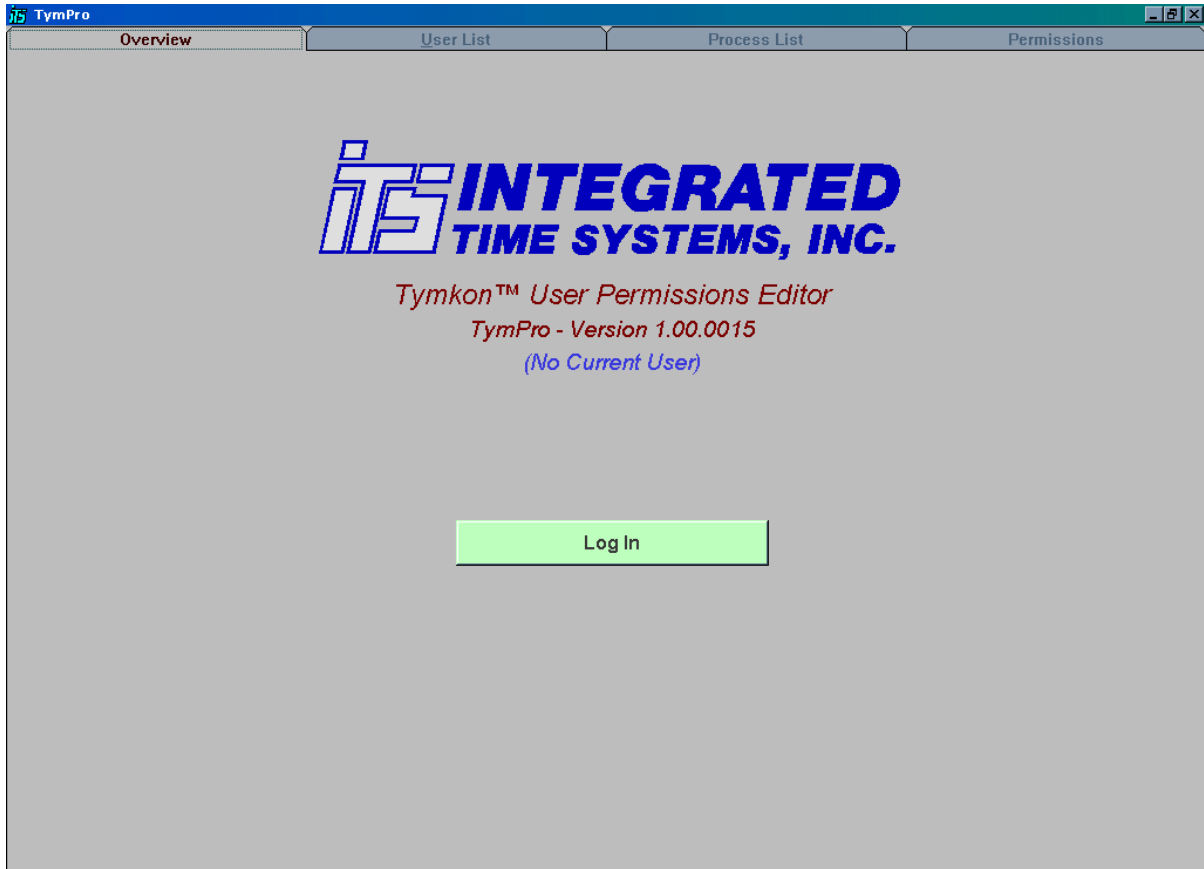 iTS TymPro
Overview User List Process List Permissions
iTS INTEGRATED
TIME SYSTEMS, INC.
Tymkon™ User Permissions Editor
TymPro - Version 1.00.0015
(No Current User)
Log In